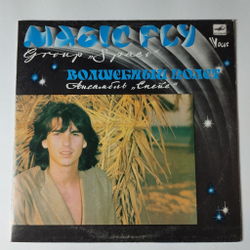 MAGIC FLY
Group „Space“
ВОЛШЕБНЫЙ ПОЛЕТ
Ансамбль „Спейс“